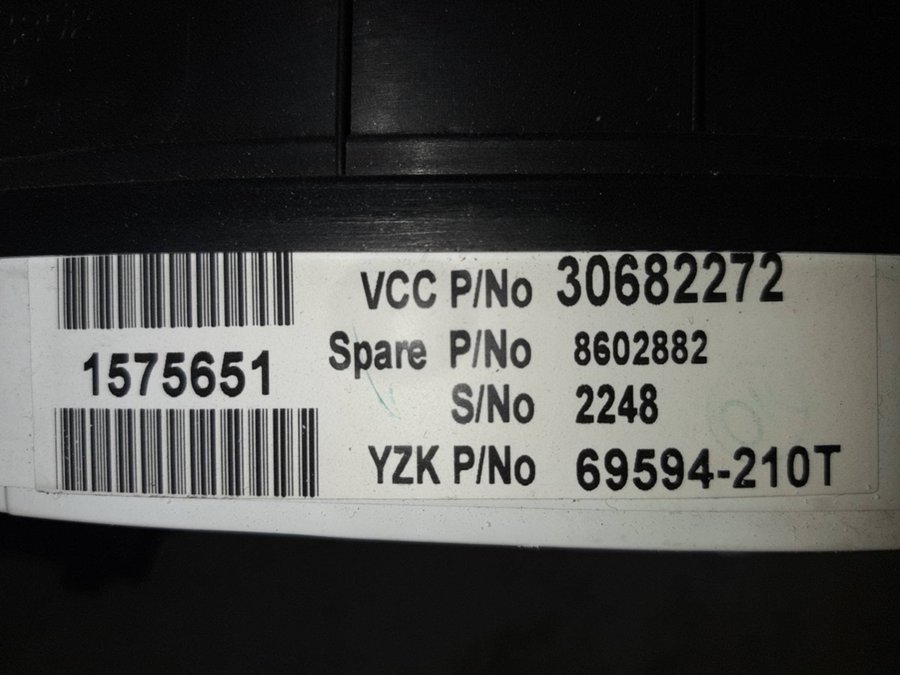 VCC P/No 30682272
1575651
Spare P/No 8602882
S/No 2248
YZK P/No 69594-210T